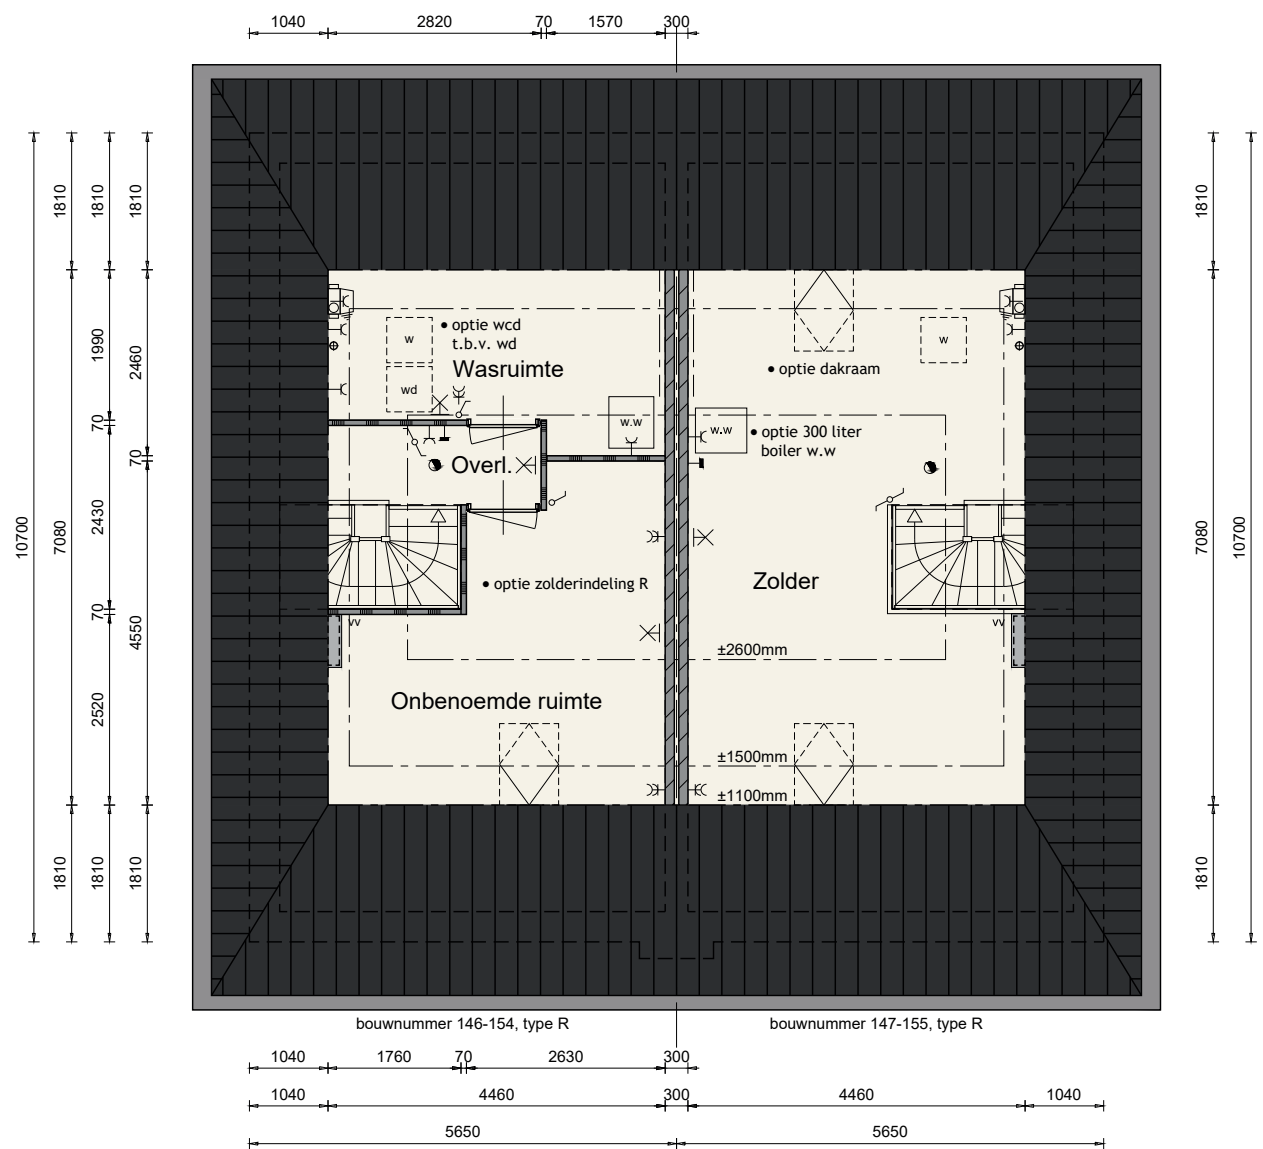 1040 2820 70 1570 300
1810 1810 1810 1810
optie wcd
t.b.v. wd
w
wd
Wasruimte
w
optie dakraam
1990 2460
70
70
w.w
w.w
optie 300 liter
boiler w.w
Overl.
10700 7080 2430 7080 10700
optie zolderindeling R
Zolder
70
4550
vv
vv
±2600mm
2520
Onbenoemde ruimte
±1500mm
±1100mm
1810 1810 1810 1810
bouwnummer 146-154, type R
bouwnummer 147-155, type R
1040 1760 70 2630 300
1040 4460 300 4460 1040
5650 5650